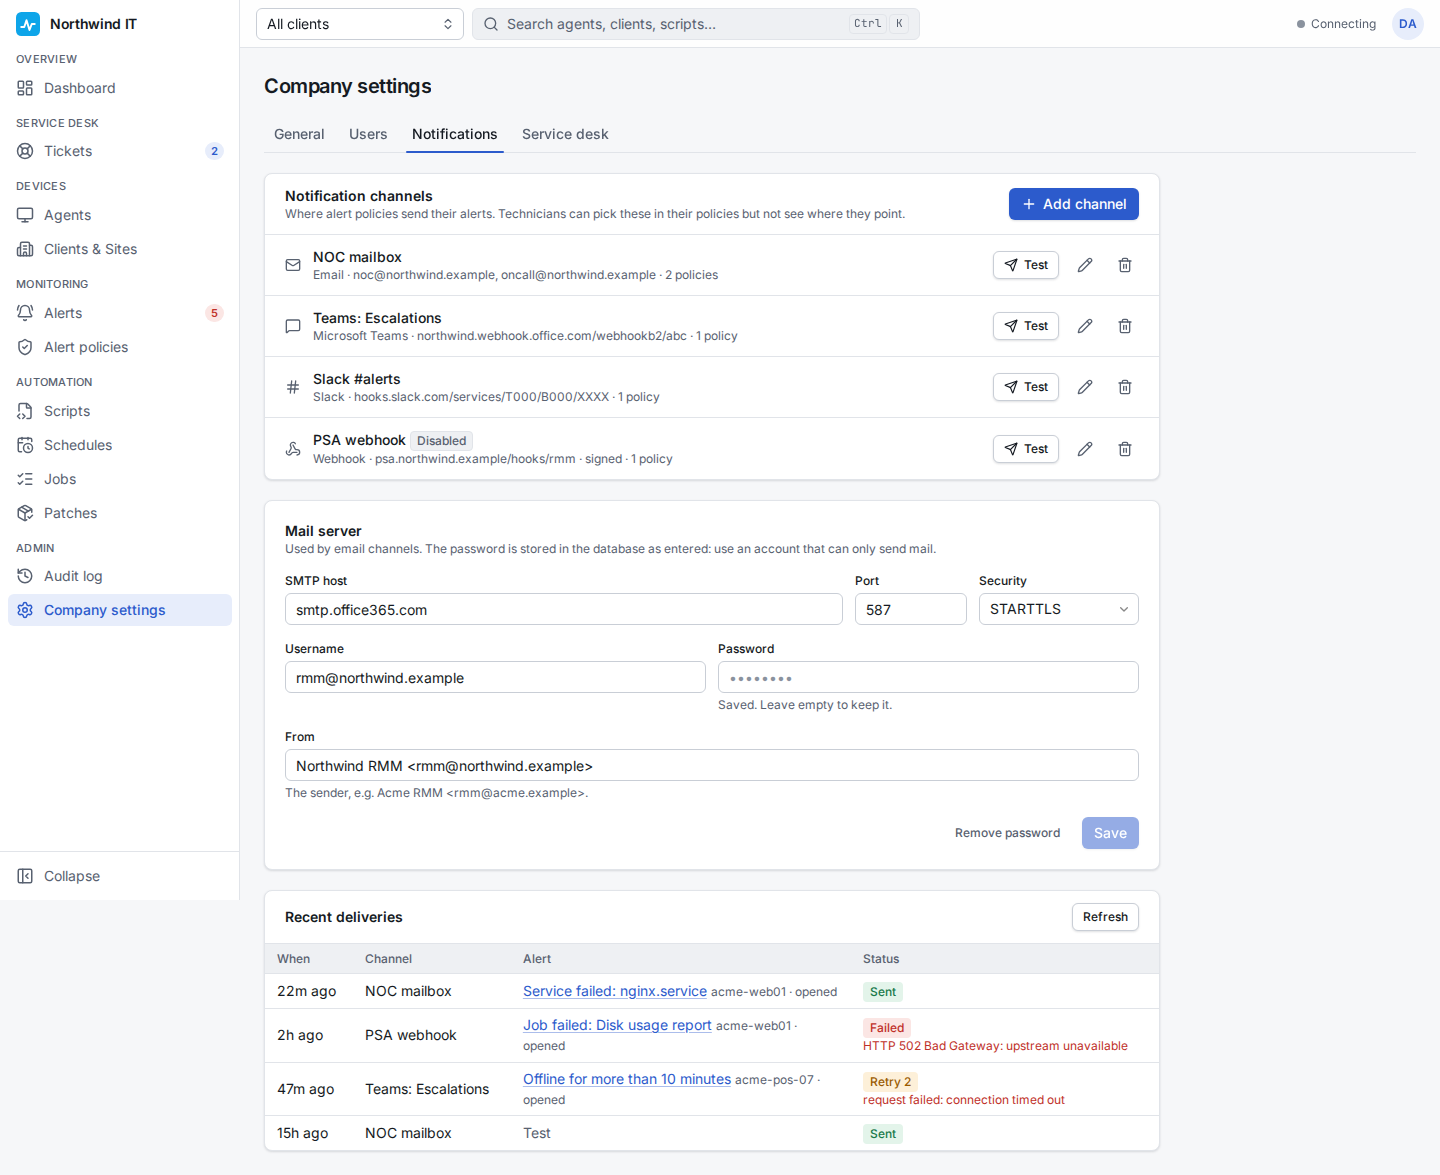 Northwind IT
OVERVIEW
Dashboard
SERVICE DESK
Tickets 2
DEVICES
Agents
Clients & Sites
MONITORING
Alerts 5
Alert policies
AUTOMATION
Scripts
Schedules
Jobs
Patches
ADMIN
Audit log
Company settings
Collapse
All clients
Search agents, clients, scripts... Ctrl K
Connecting DA
Company settings
General Users Notifications Service desk
Notification channels
Where alert policies send their alerts. Technicians can pick these in their policies but not see where they point.
Add channel
NOC mailbox
Email · noc@northwind.example, oncall@northwind.example · 2 policies
Test
Teams: Escalations
Microsoft Teams · northwind.webhook.office.com/webhookb2/abc · 1 policy
Test
Slack #alerts
Slack · hooks.slack.com/services/T000/B000/XXXX · 1 policy
Test
PSA webhook Disabled
Webhook · psa.northwind.example/hooks/rmm · signed · 1 policy
Test
Mail server
Used by email channels. The password is stored in the database as entered: use an account that can only send mail.
SMTP host Port Security
smtp.office365.com 587 STARTTLS
Username Password
rmm@northwind.example ••••••••
Saved. Leave empty to keep it.
From
Northwind RMM <rmm@northwind.example>
The sender, e.g. Acme RMM <rmm@acme.example>.
Remove password Save
Recent deliveries Refresh
When Channel Alert Status
22m ago NOC mailbox Service failed: nginx.service acme-web01 · opened Sent
2h ago PSA webhook Job failed: Disk usage report acme-web01 · opened Failed
HTTP 502 Bad Gateway: upstream unavailable
47m ago Teams: Escalations Offline for more than 10 minutes acme-pos-07 · opened Retry 2
request failed: connection timed out
15h ago NOC mailbox Test Sent